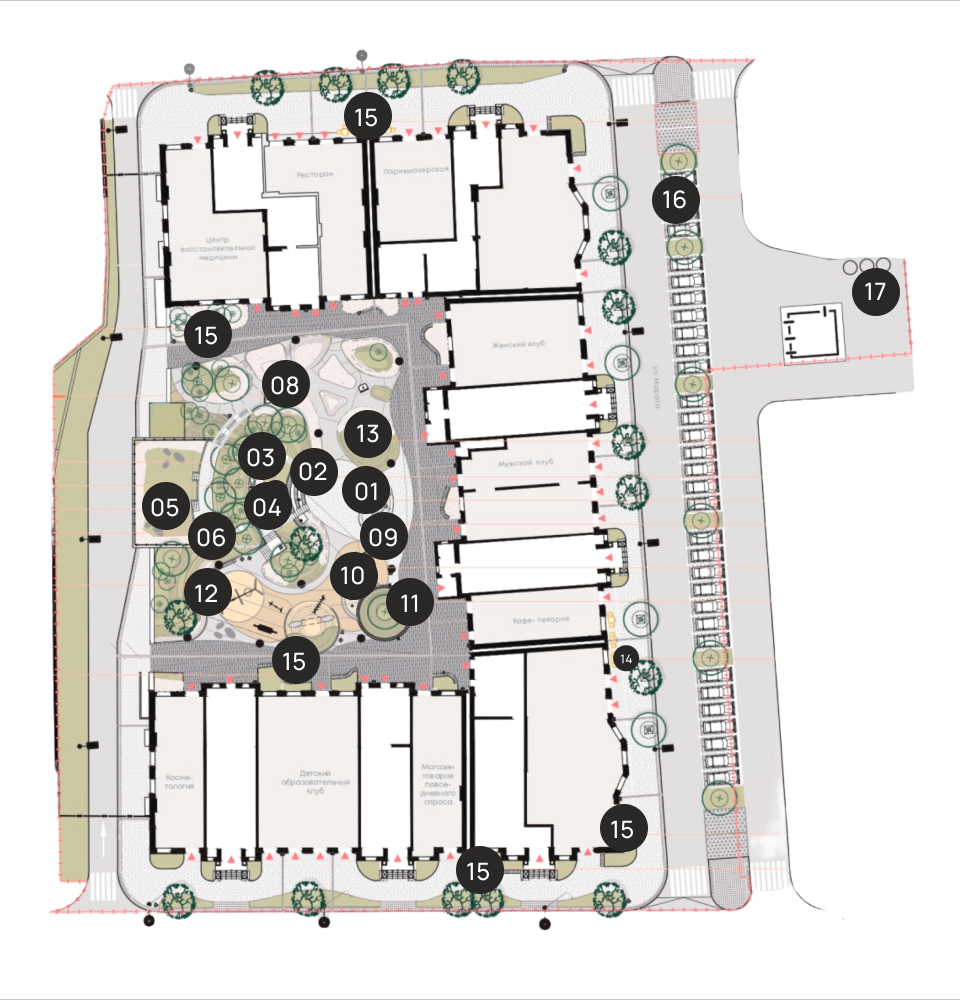 15
Ресторан
Парикмахерская
Центр
восстановительной
медицины
16
17
15
08
Женский клуб
ул. Морато
13
03
02
Мужской клуб
01
05
04
06
09
10
12
11
Кафе-пекарня
15
14
Косме-
тология
Детский
образовательный
клуб
Магазин
товаров
повсе-
дневного
спроса
15
15